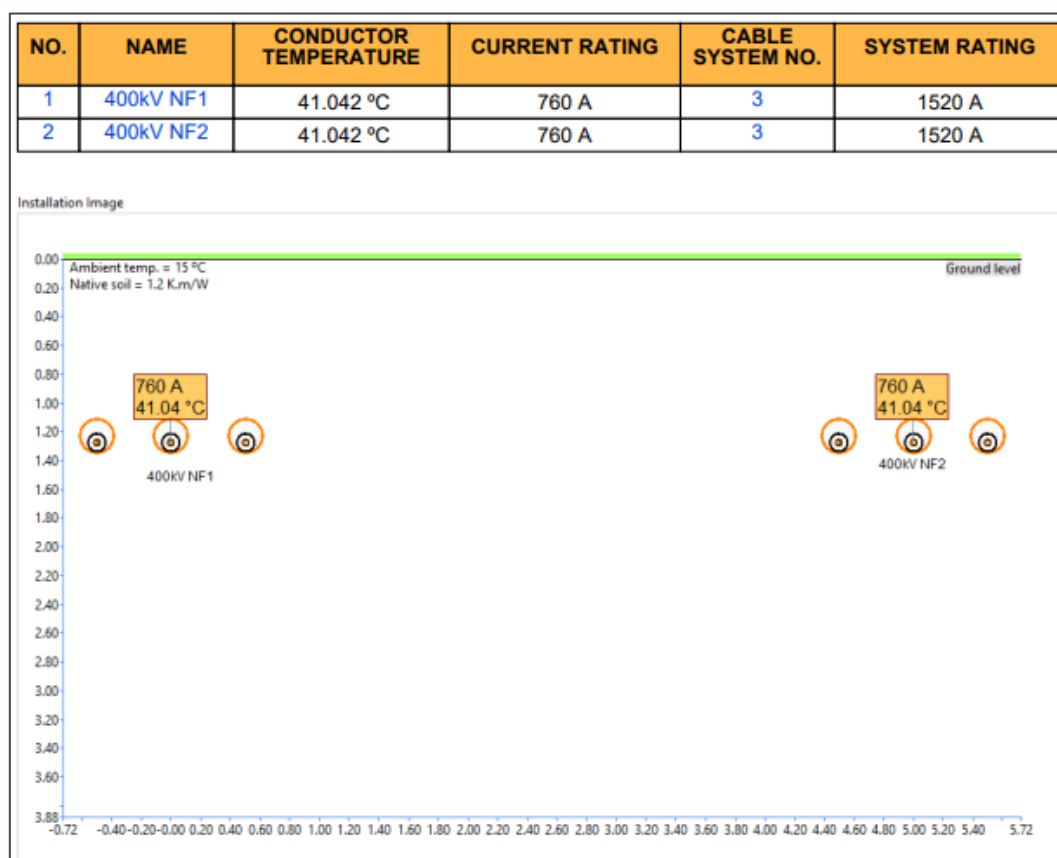 NO. NAME CONDUCTOR TEMPERATURE CURRENT RATING CABLE SYSTEM NO. SYSTEM RATING
1 400kV NF1 41.042 ºC 760 A 3 1520 A
2 400kV NF2 41.042 ºC 760 A 3 1520 A
Installation Image
0.00
Ambient temp. = 15 ºC
Ground level
0.20
Native soil = 1.2 K.m/W
0.40
0.60
0.80
760 A
760 A
1.00
41.04 °C
41.04 °C
1.20
1.40
400kV NF1
400kV NF2
1.60
1.80
2.00
2.20
2.40
2.60
2.80
3.00
3.20
3.40
3.60
3.88
-0.72 -0.40 -0.20 -0.00 0.20 0.40 0.60 0.80 1.00 1.20 1.40 1.60 1.80 2.00 2.20 2.40 2.60 2.80 3.00 3.20 3.40 3.60 3.80 4.00 4.20 4.40 4.60 4.80 5.00 5.20 5.40 5.72